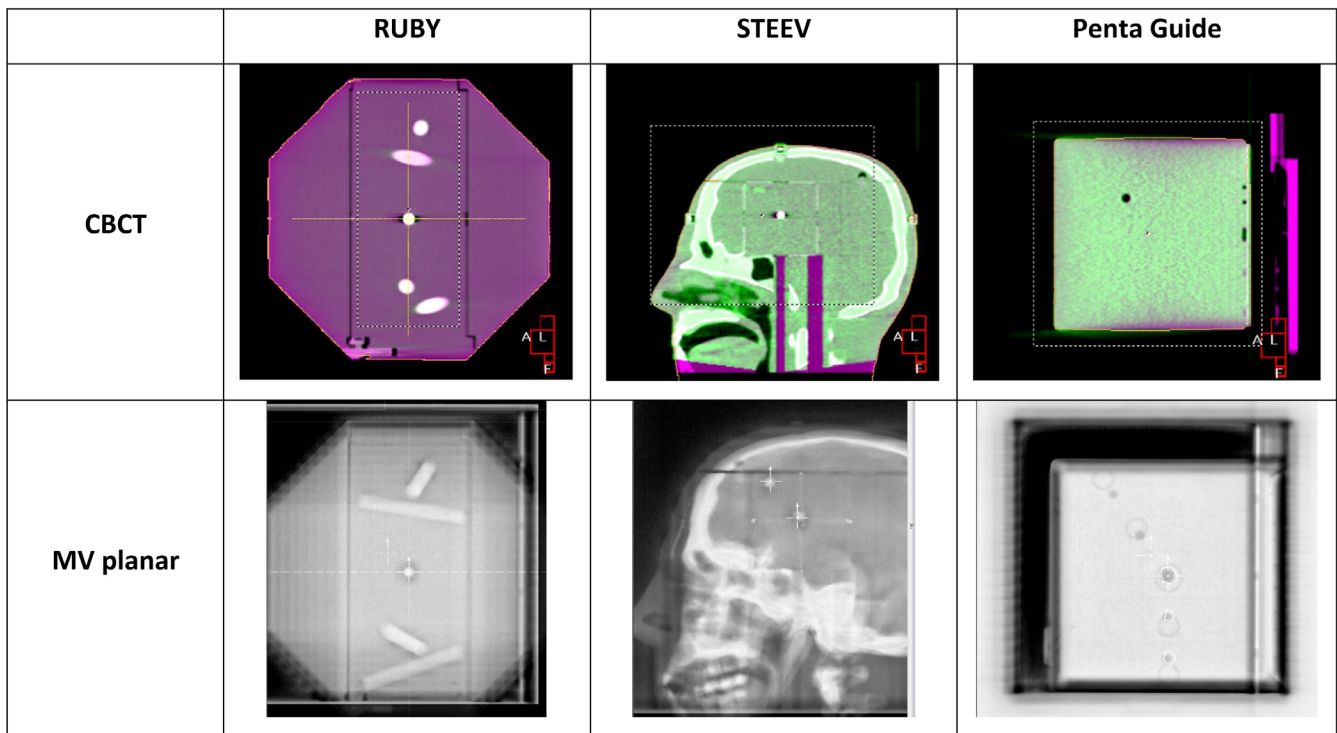 RUBY STEEV Penta Guide
CBCT
A L F
A L F
A L F
MV planar